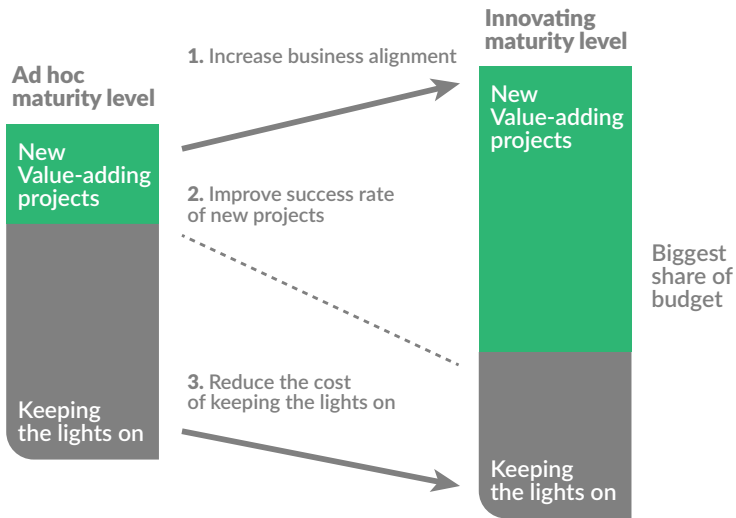 Ad hoc
maturity level
New
Value-adding
projects
Keeping
the lights on
1. Increase business alignment
2. Improve success rate
of new projects
3. Reduce the cost
of keeping the lights on
Innovating
maturity level
New
Value-adding
projects
Keeping
the lights on
Biggest
share of
budget